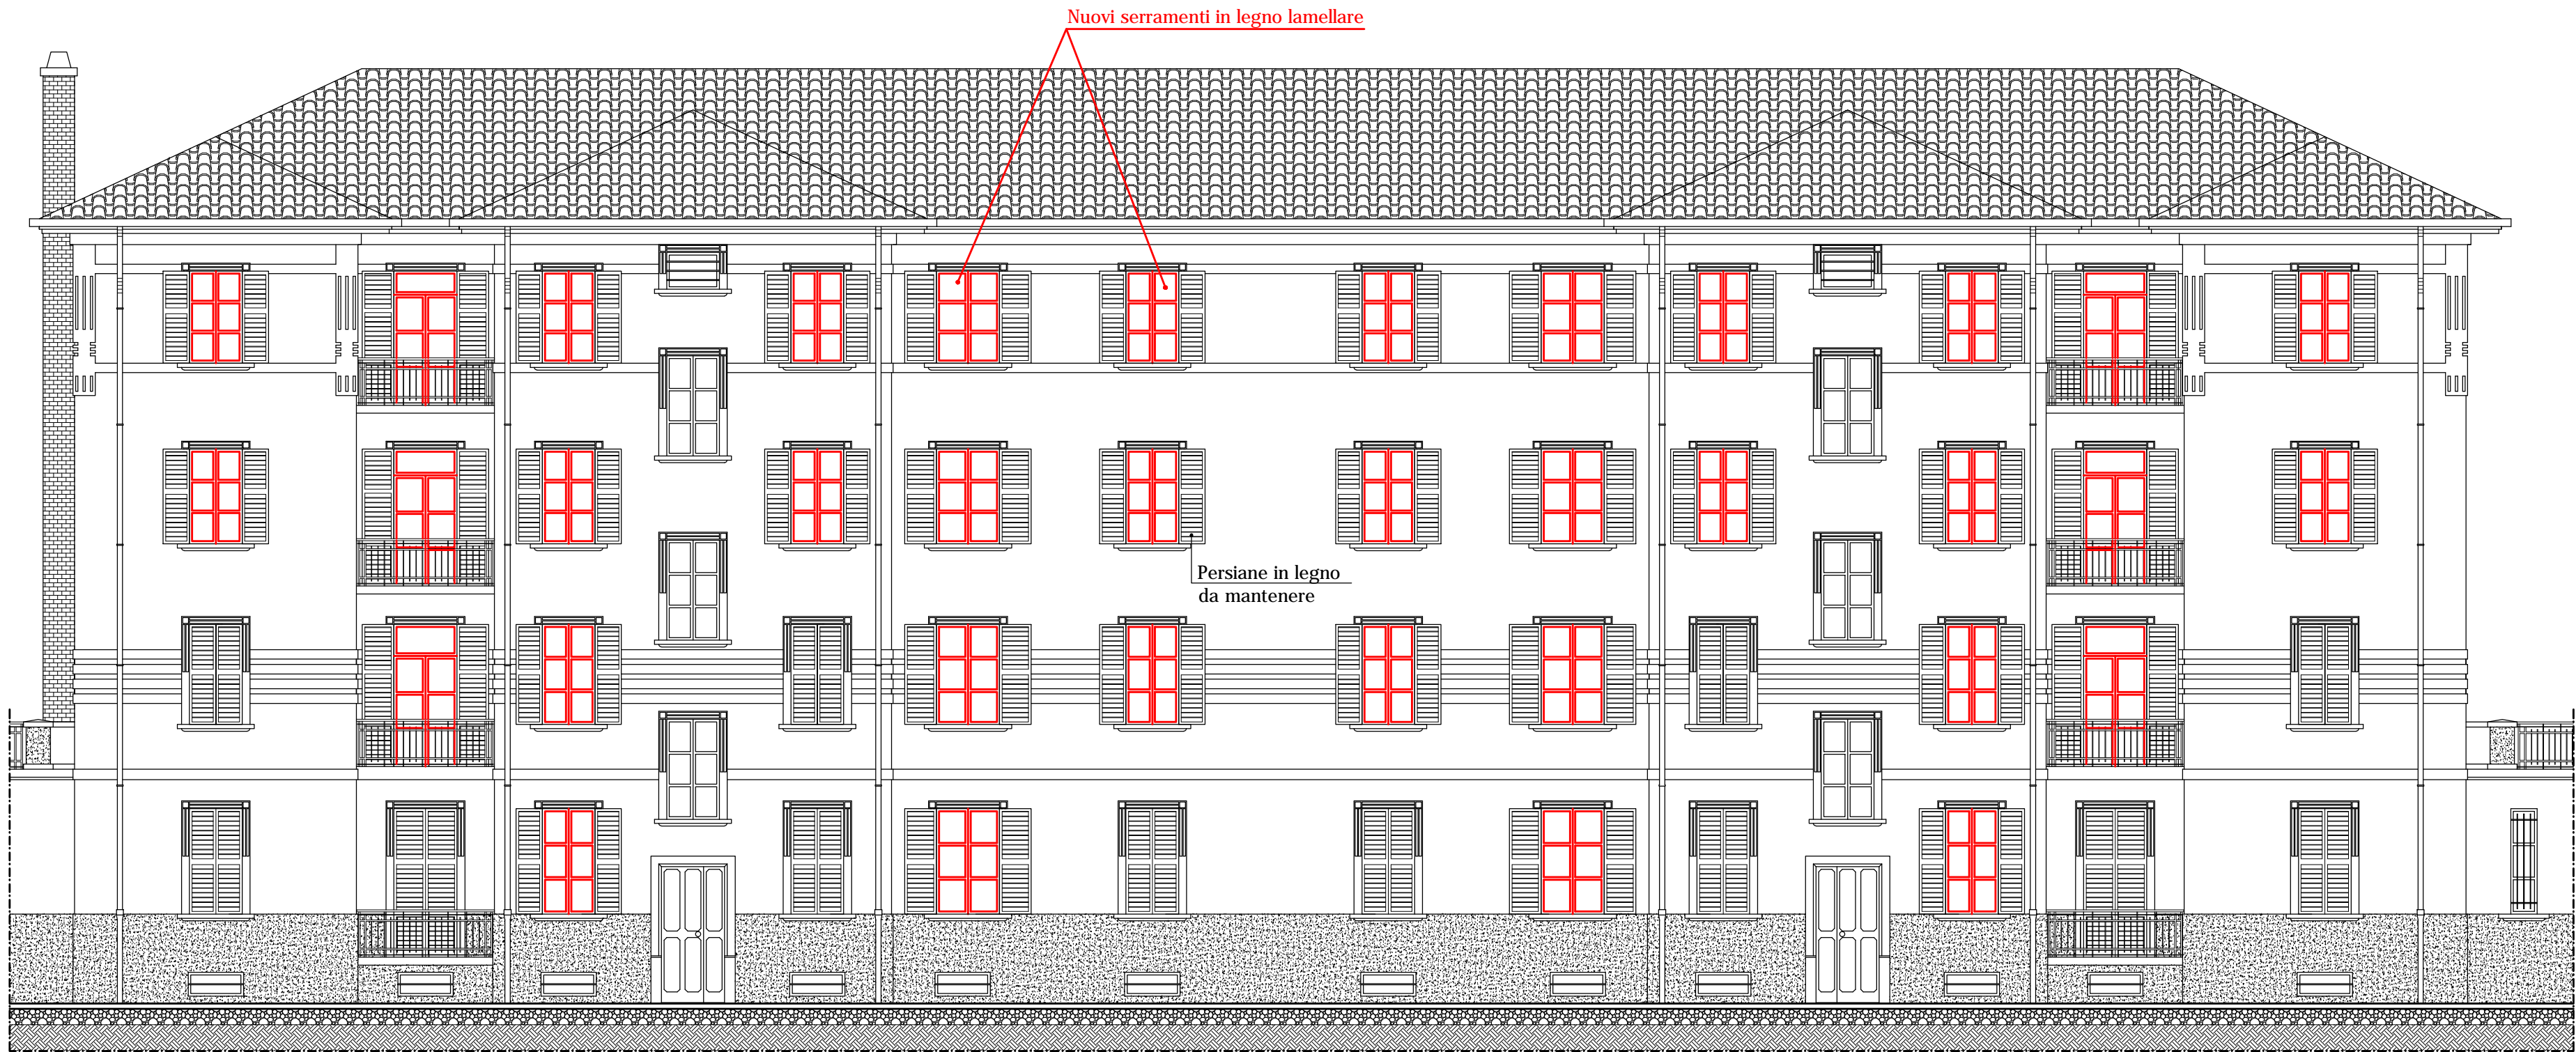 Nuovi serramenti in legno lamellare
Persiane in legno
da mantenere